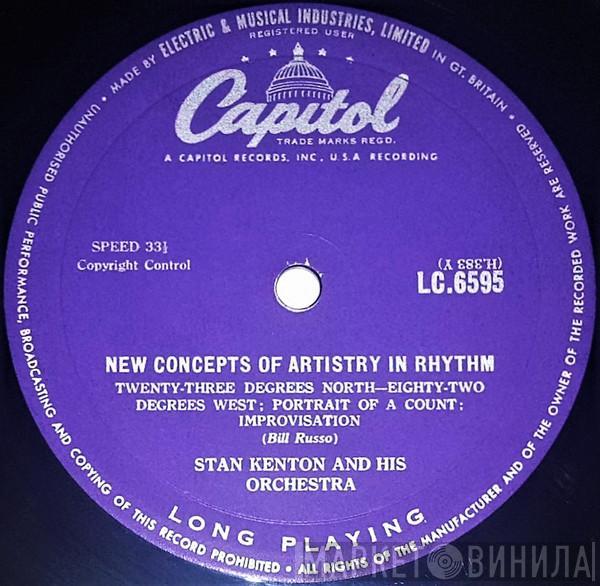 MADE BY ELECTRIC & MUSICAL INDUSTRIES, LIMITED IN GT. BRITAIN •
REGISTERED USER
Capitol
TRADE MARKS REGD.
A CAPITOL RECORDS, INC., U.S.A RECORDING
SPEED 33⅓
Copyright Control
(H.383 Y)
LC.6595
NEW CONCEPTS OF ARTISTRY IN RHYTHM
TWENTY-THREE DEGREES NORTH—EIGHTY-TWO
DEGREES WEST; PORTRAIT OF A COUNT;
IMPROVISATION
(Bill Russo)
STAN KENTON AND HIS
ORCHESTRA
LONG PLAYING
UNAUTHORISED PUBLIC PERFORMANCE, BROADCASTING AND COPYING OF THIS RECORD PROHIBITED • ALL RIGHTS OF THE MANUFACTURER AND OF THE OWNER OF THE RECORDED WORK ARE RESERVED •
МАРКЕТ ВИНИЛА